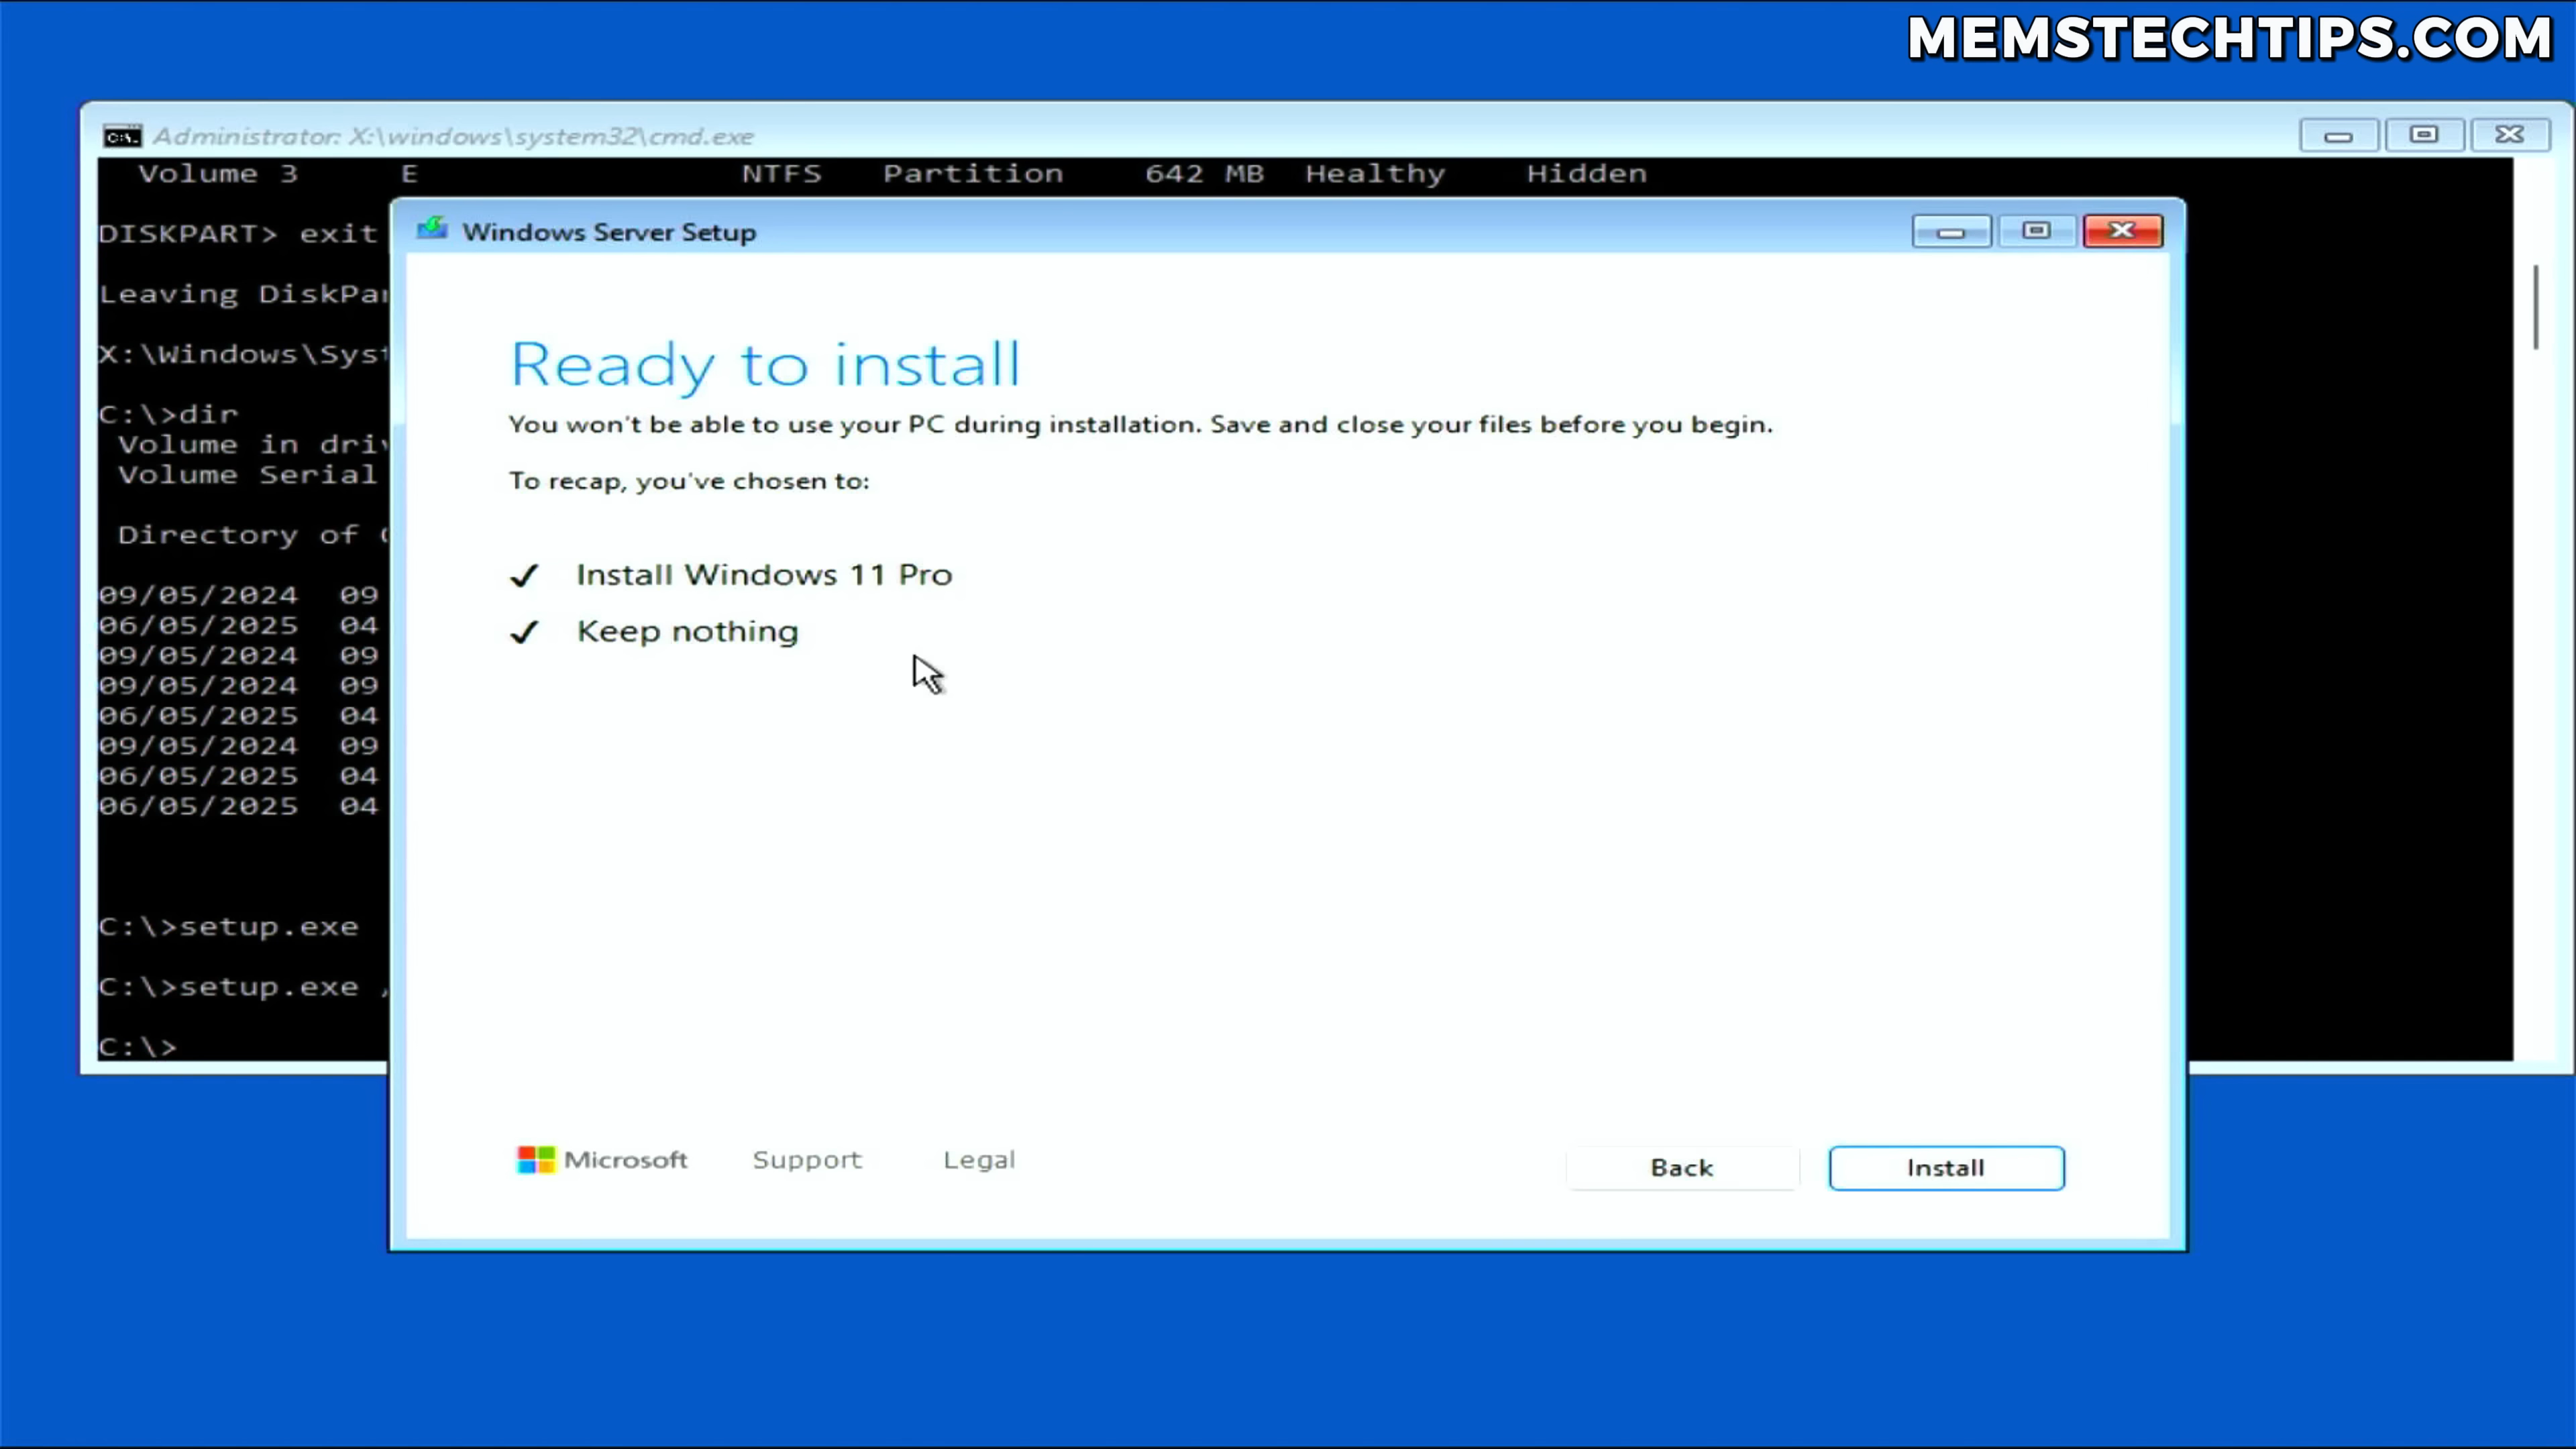 MEMSTECHTIPS.COM
Administrator: X:\windows\system32\cmd.exe
Volume 3 E NTFS Partition 642 MB Healthy Hidden
DISKPART> exit
Leaving DiskPar
X:\Windows\Syst
C:\>dir
Volume in driv
Volume Serial
Directory of C
09/05/2024 09
06/05/2025 04
09/05/2024 09
09/05/2024 09
06/05/2025 04
09/05/2024 09
06/05/2025 04
06/05/2025 04
C:\>setup.exe
C:\>setup.exe /
C:\>
Windows Server Setup
Ready to install
You won't be able to use your PC during installation. Save and close your files before you begin.
To recap, you've chosen to:
✓ Install Windows 11 Pro
✓ Keep nothing
Microsoft Support Legal
Back Install